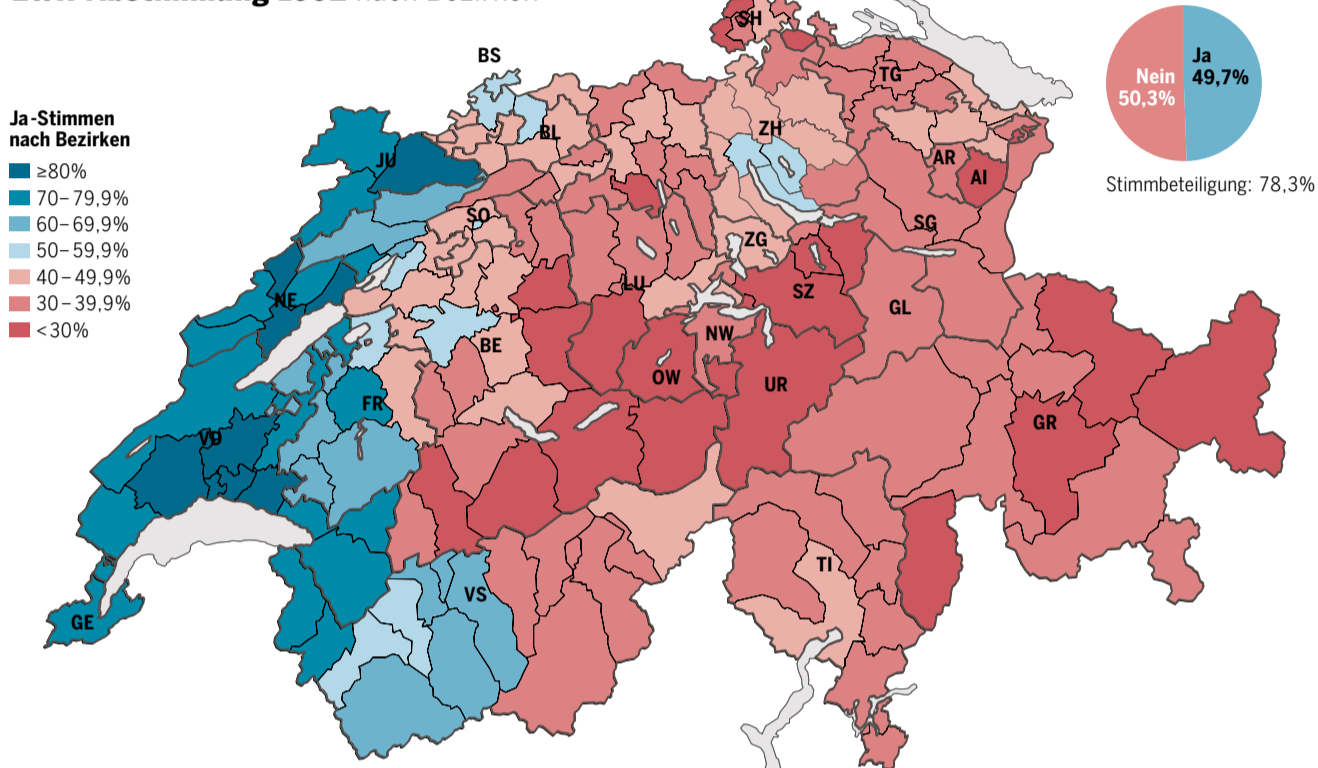 nach Bezirken
BS
SH
TG
Ja
49,7%
Nein
50,3%
Ja-Stimmen
nach Bezirken
≥80%
70–79,9%
60–69,9%
50–59,9%
40–49,9%
30–39,9%
<30%
Stimmbeteiligung: 78,3%
JU
BL
ZH
AR
AI
SO
SG
ZG
NE
LU
SZ
GL
BE
NW
OW
UR
FR
GR
VD
TI
VS
GE